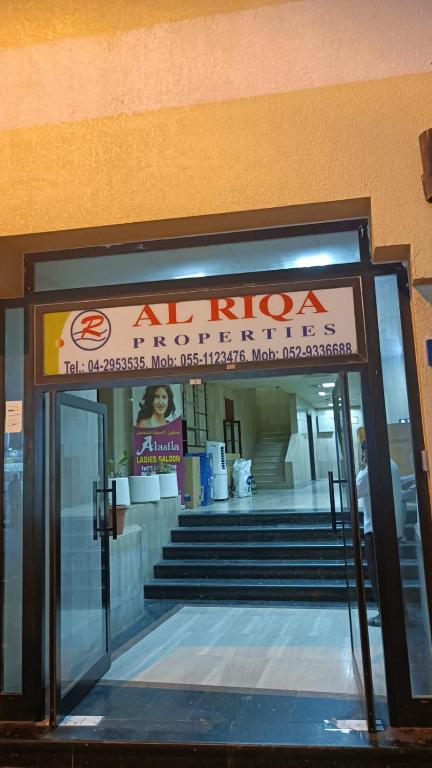 R
AL RIQA
PROPERTIES
Tel.: 04-2953535, Mob: 055-1123476, Mob: 052-9336688
Alasila
LADIES SALOON